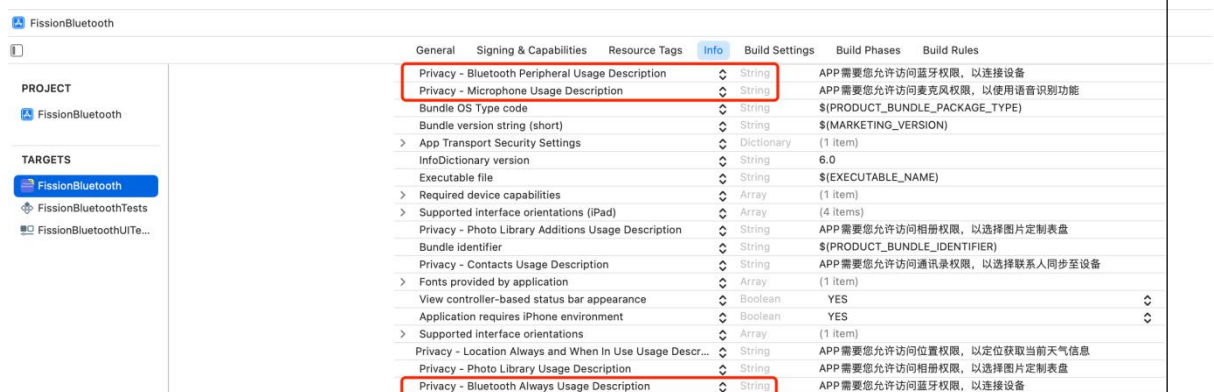 FissionBluetooth
General Signing & Capabilities Resource Tags Info Build Settings Build Phases Build Rules
PROJECT
FissionBluetooth
TARGETS
FissionBluetooth
FissionBluetoothTests
FissionBluetoothUITe...
Privacy - Bluetooth Peripheral Usage Description String APP需要您允许访问蓝牙权限，以连接设备
Privacy - Microphone Usage Description String APP需要您允许访问麦克风权限，以使用语音识别功能
Bundle OS Type code String $(PRODUCT_BUNDLE_PACKAGE_TYPE)
Bundle version string (short) String $(MARKETING_VERSION)
App Transport Security Settings Dictionary (1 item)
InfoDictionary version String 6.0
Executable file String $(EXECUTABLE_NAME)
Required device capabilities Array (1 item)
Supported interface orientations (iPad) Array (4 items)
Privacy - Photo Library Additions Usage Description String APP需要您允许访问相册权限，以选择图片定制表盘
Bundle identifier String $(PRODUCT_BUNDLE_IDENTIFIER)
Privacy - Contacts Usage Description String APP需要您允许访问通讯录权限，以选择联系人同步至设备
Fonts provided by application Array (1 item)
View controller-based status bar appearance Boolean YES
Application requires iPhone environment Boolean YES
Supported interface orientations Array (1 item)
Privacy - Location Always and When In Use Usage Descr... String APP需要您允许访问位置权限，以定位获取当前天气信息
Privacy - Photo Library Usage Description String APP需要您允许访问相册权限，以选择图片定制表盘
Privacy - Bluetooth Always Usage Description String APP需要您允许访问蓝牙权限，以连接设备